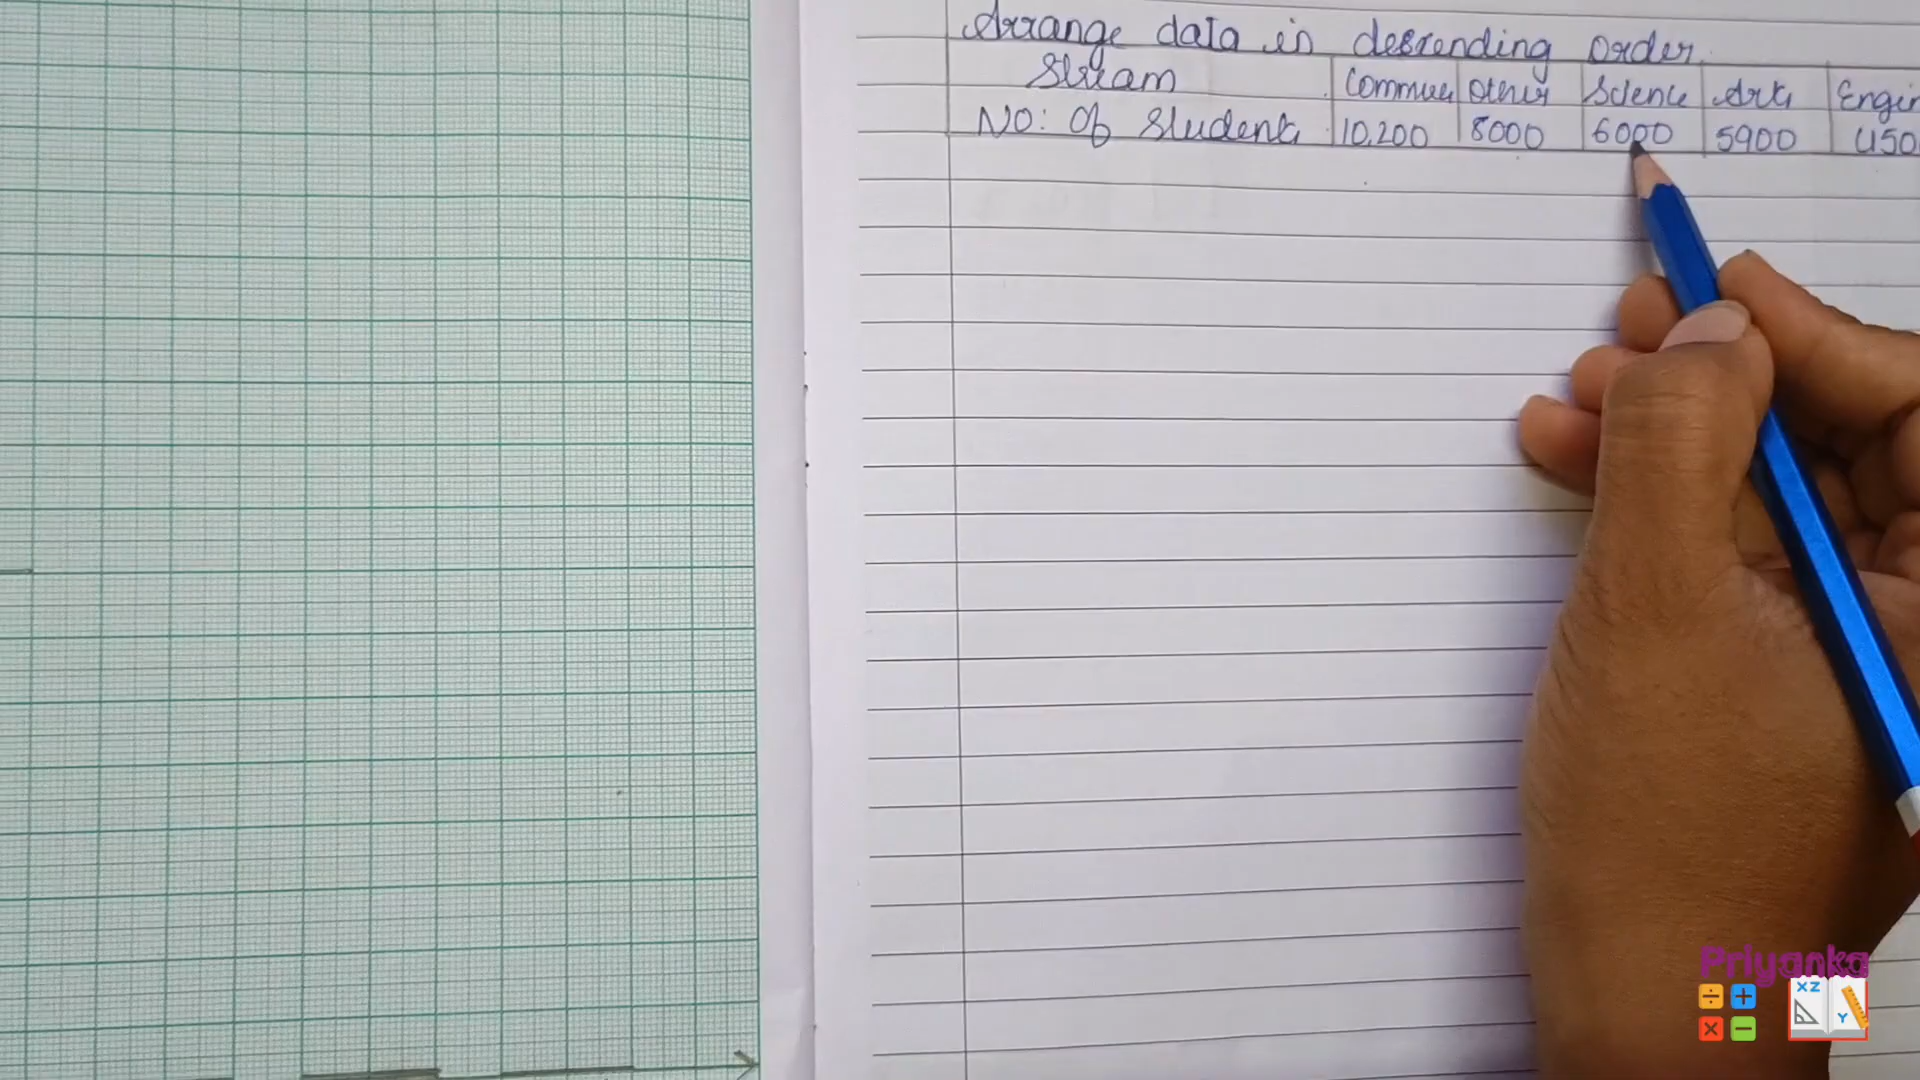 Arrange data in descending order.
Stream Commerce Other Science Arts
No: of Students 10,200 8000 6000 5900
Priyanka
÷ + XZ
× − Y